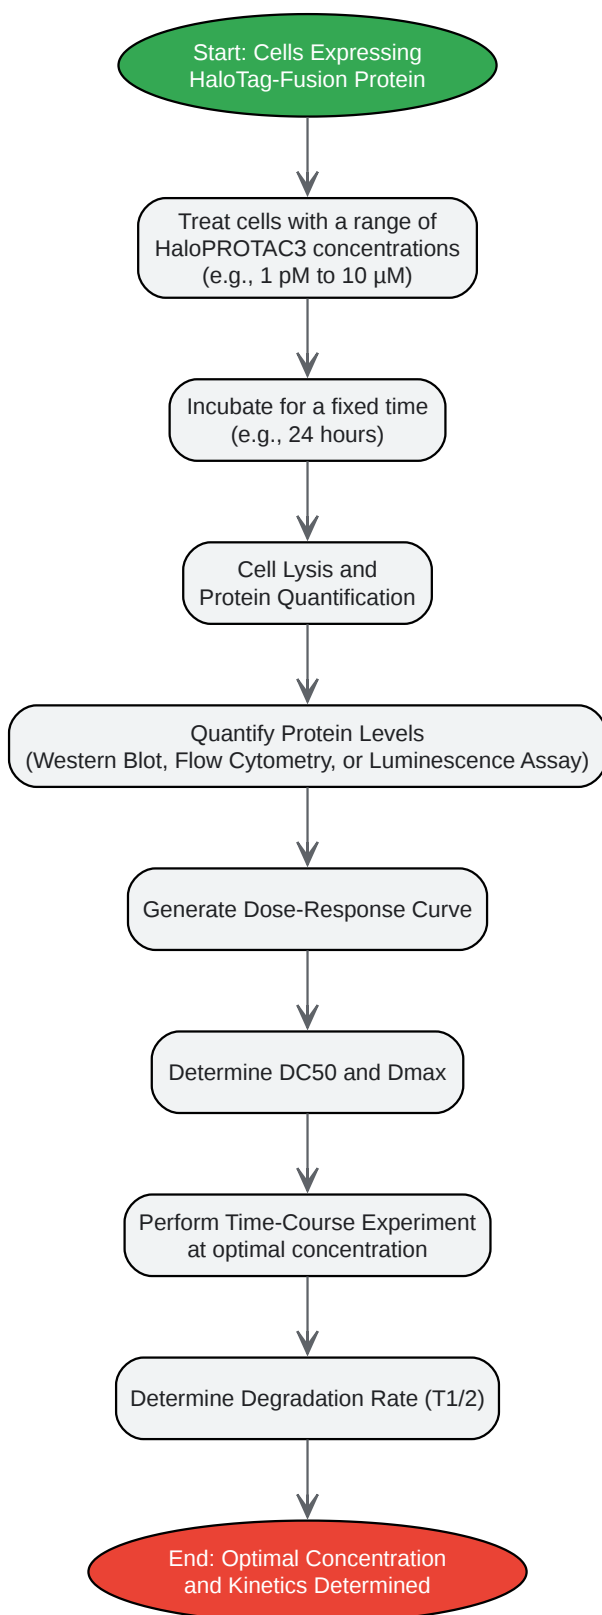 Start: Cells Expressing
HaloTag-Fusion Protein
Treat cells with a range of
HaloPROTAC3 concentrations
(e.g., 1 pM to 10 µM)
Incubate for a fixed time
(e.g., 24 hours)
Cell Lysis and
Protein Quantification
Quantify Protein Levels
(Western Blot, Flow Cytometry, or Luminescence Assay)
Generate Dose-Response Curve
Determine DC50 and Dmax
Perform Time-Course Experiment
at optimal concentration
Determine Degradation Rate (T1/2)
End: Optimal Concentration
and Kinetics Determined